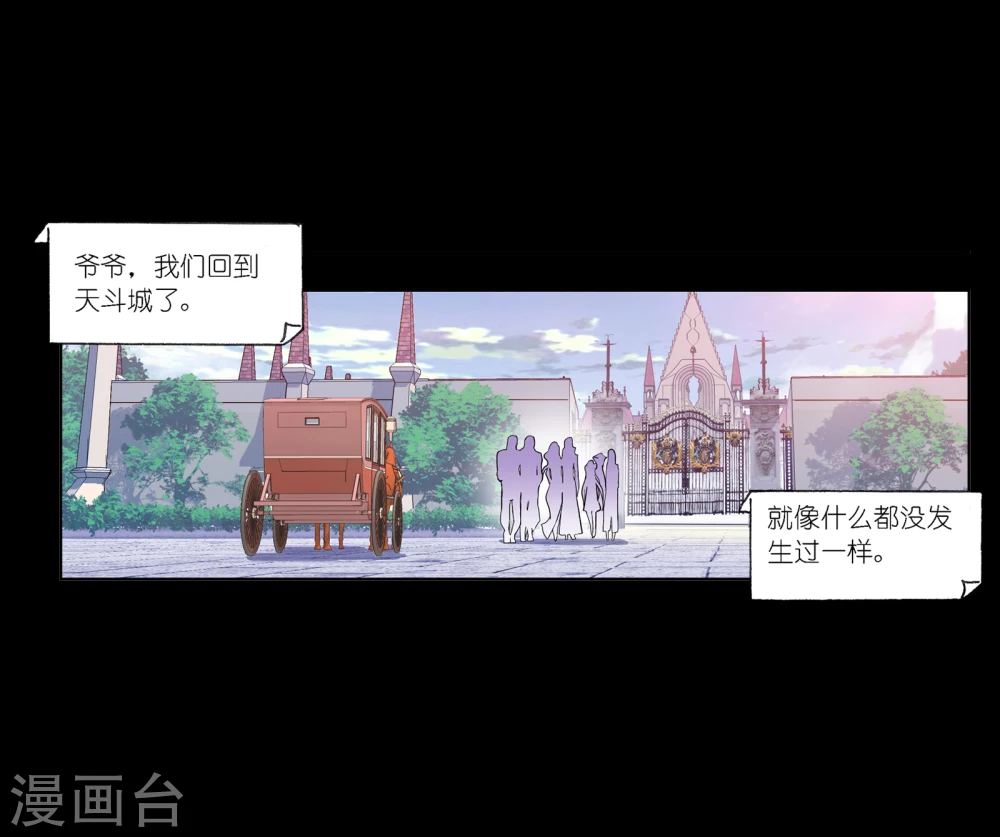 爷爷，我们回到
天斗城了。
就像什么都没发
生过一样。
漫画台